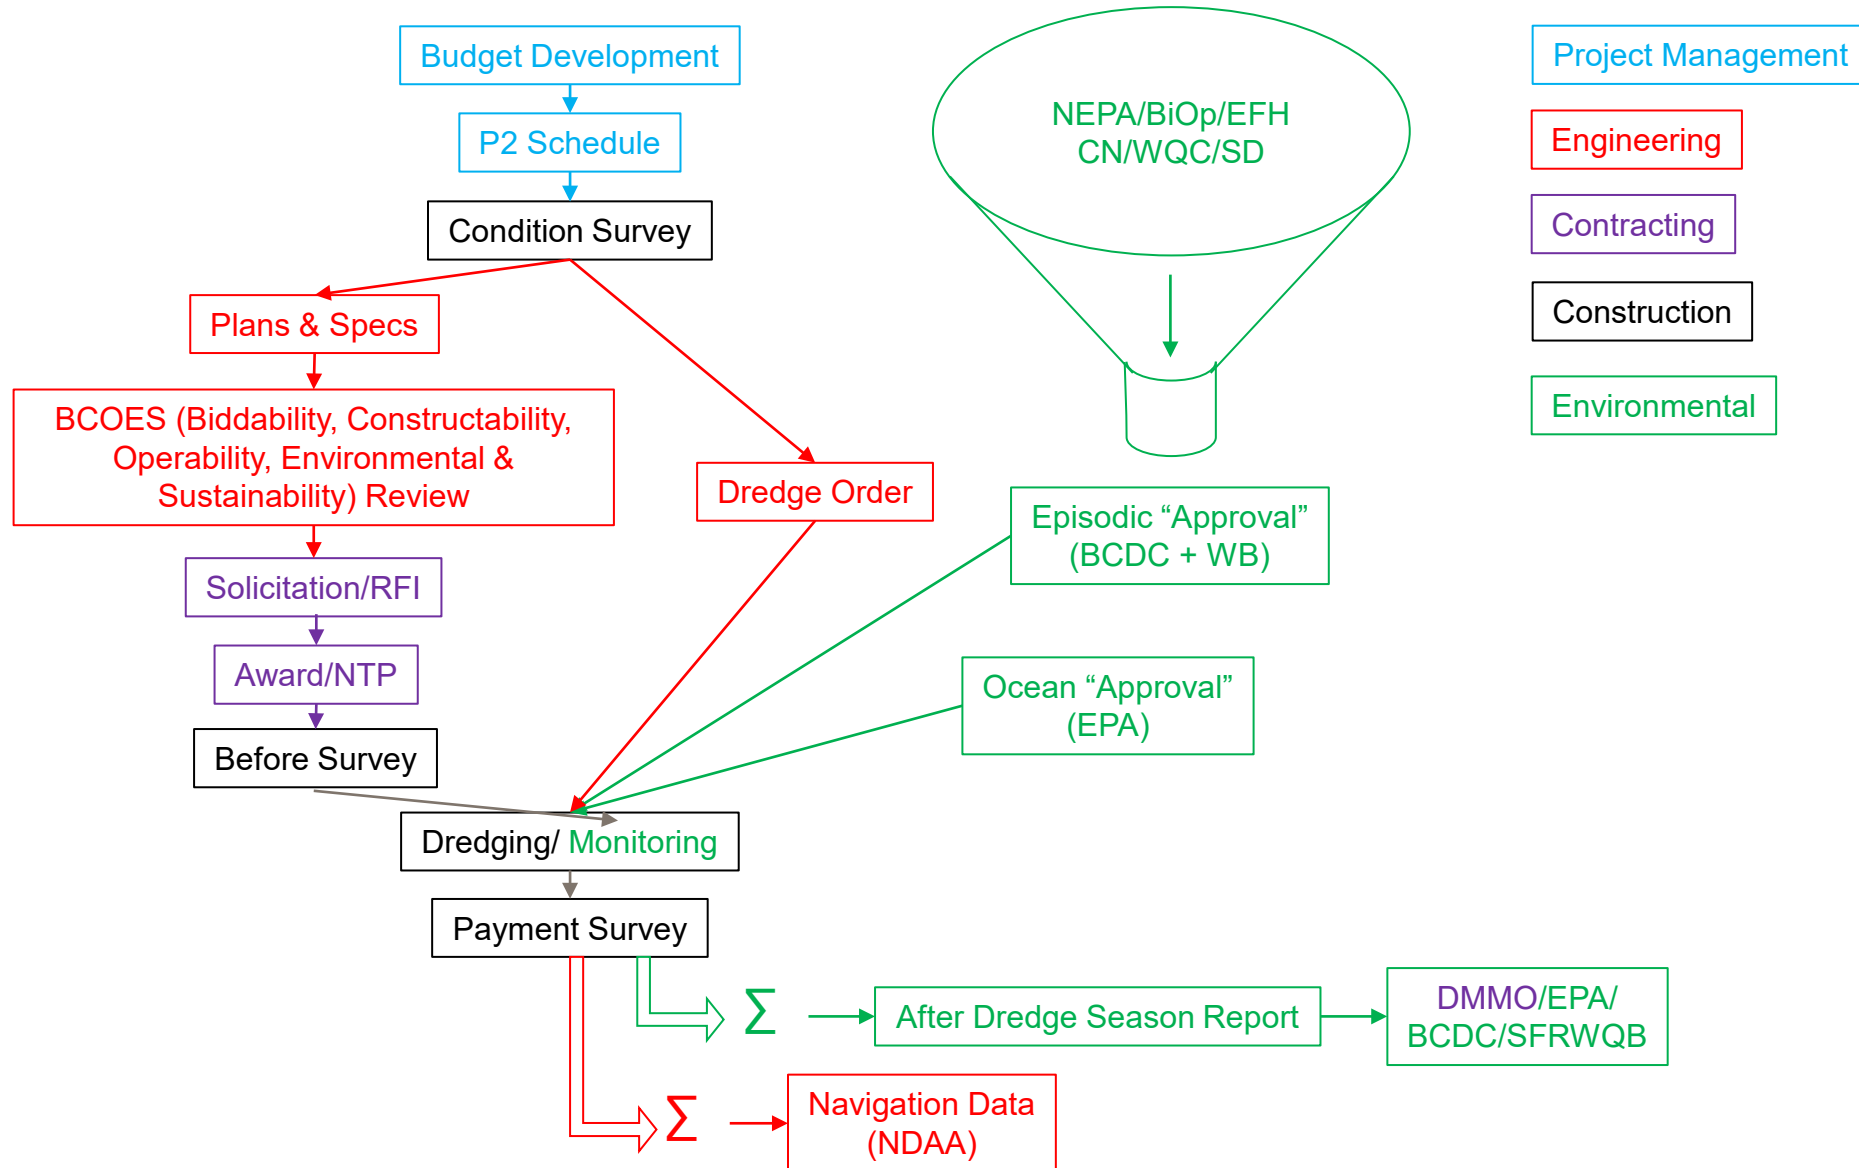 Budget Development
P2 Schedule
Condition Survey
Plans & Specs
BCOES (Biddability, Constructability,
Operability, Environmental &
Sustainability) Review
Solicitation/RFI
Award/NTP
Before Survey
Dredge Order
NEPA/BiOp/EFH
CN/WQC/SD
Episodic “Approval”
(BCDC + WB)
Ocean “Approval”
(EPA)
Dredging/ Monitoring
Payment Survey
∑
After Dredge Season Report
DMMO/EPA/
BCDC/SFRWQB
∑
Navigation Data
(NDAA)
Project Management
Engineering
Contracting
Construction
Environmental